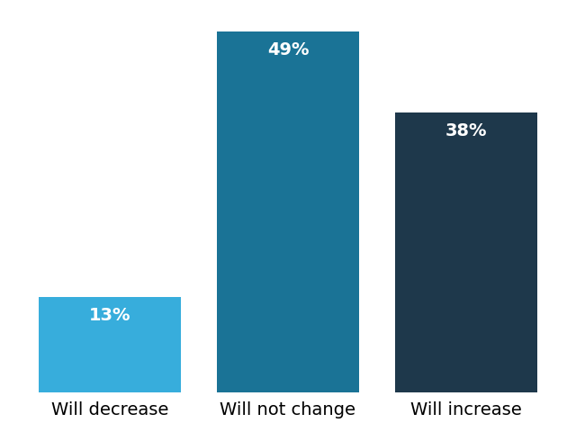 49%
38%
13%
Will decrease
Will not change
Will increase